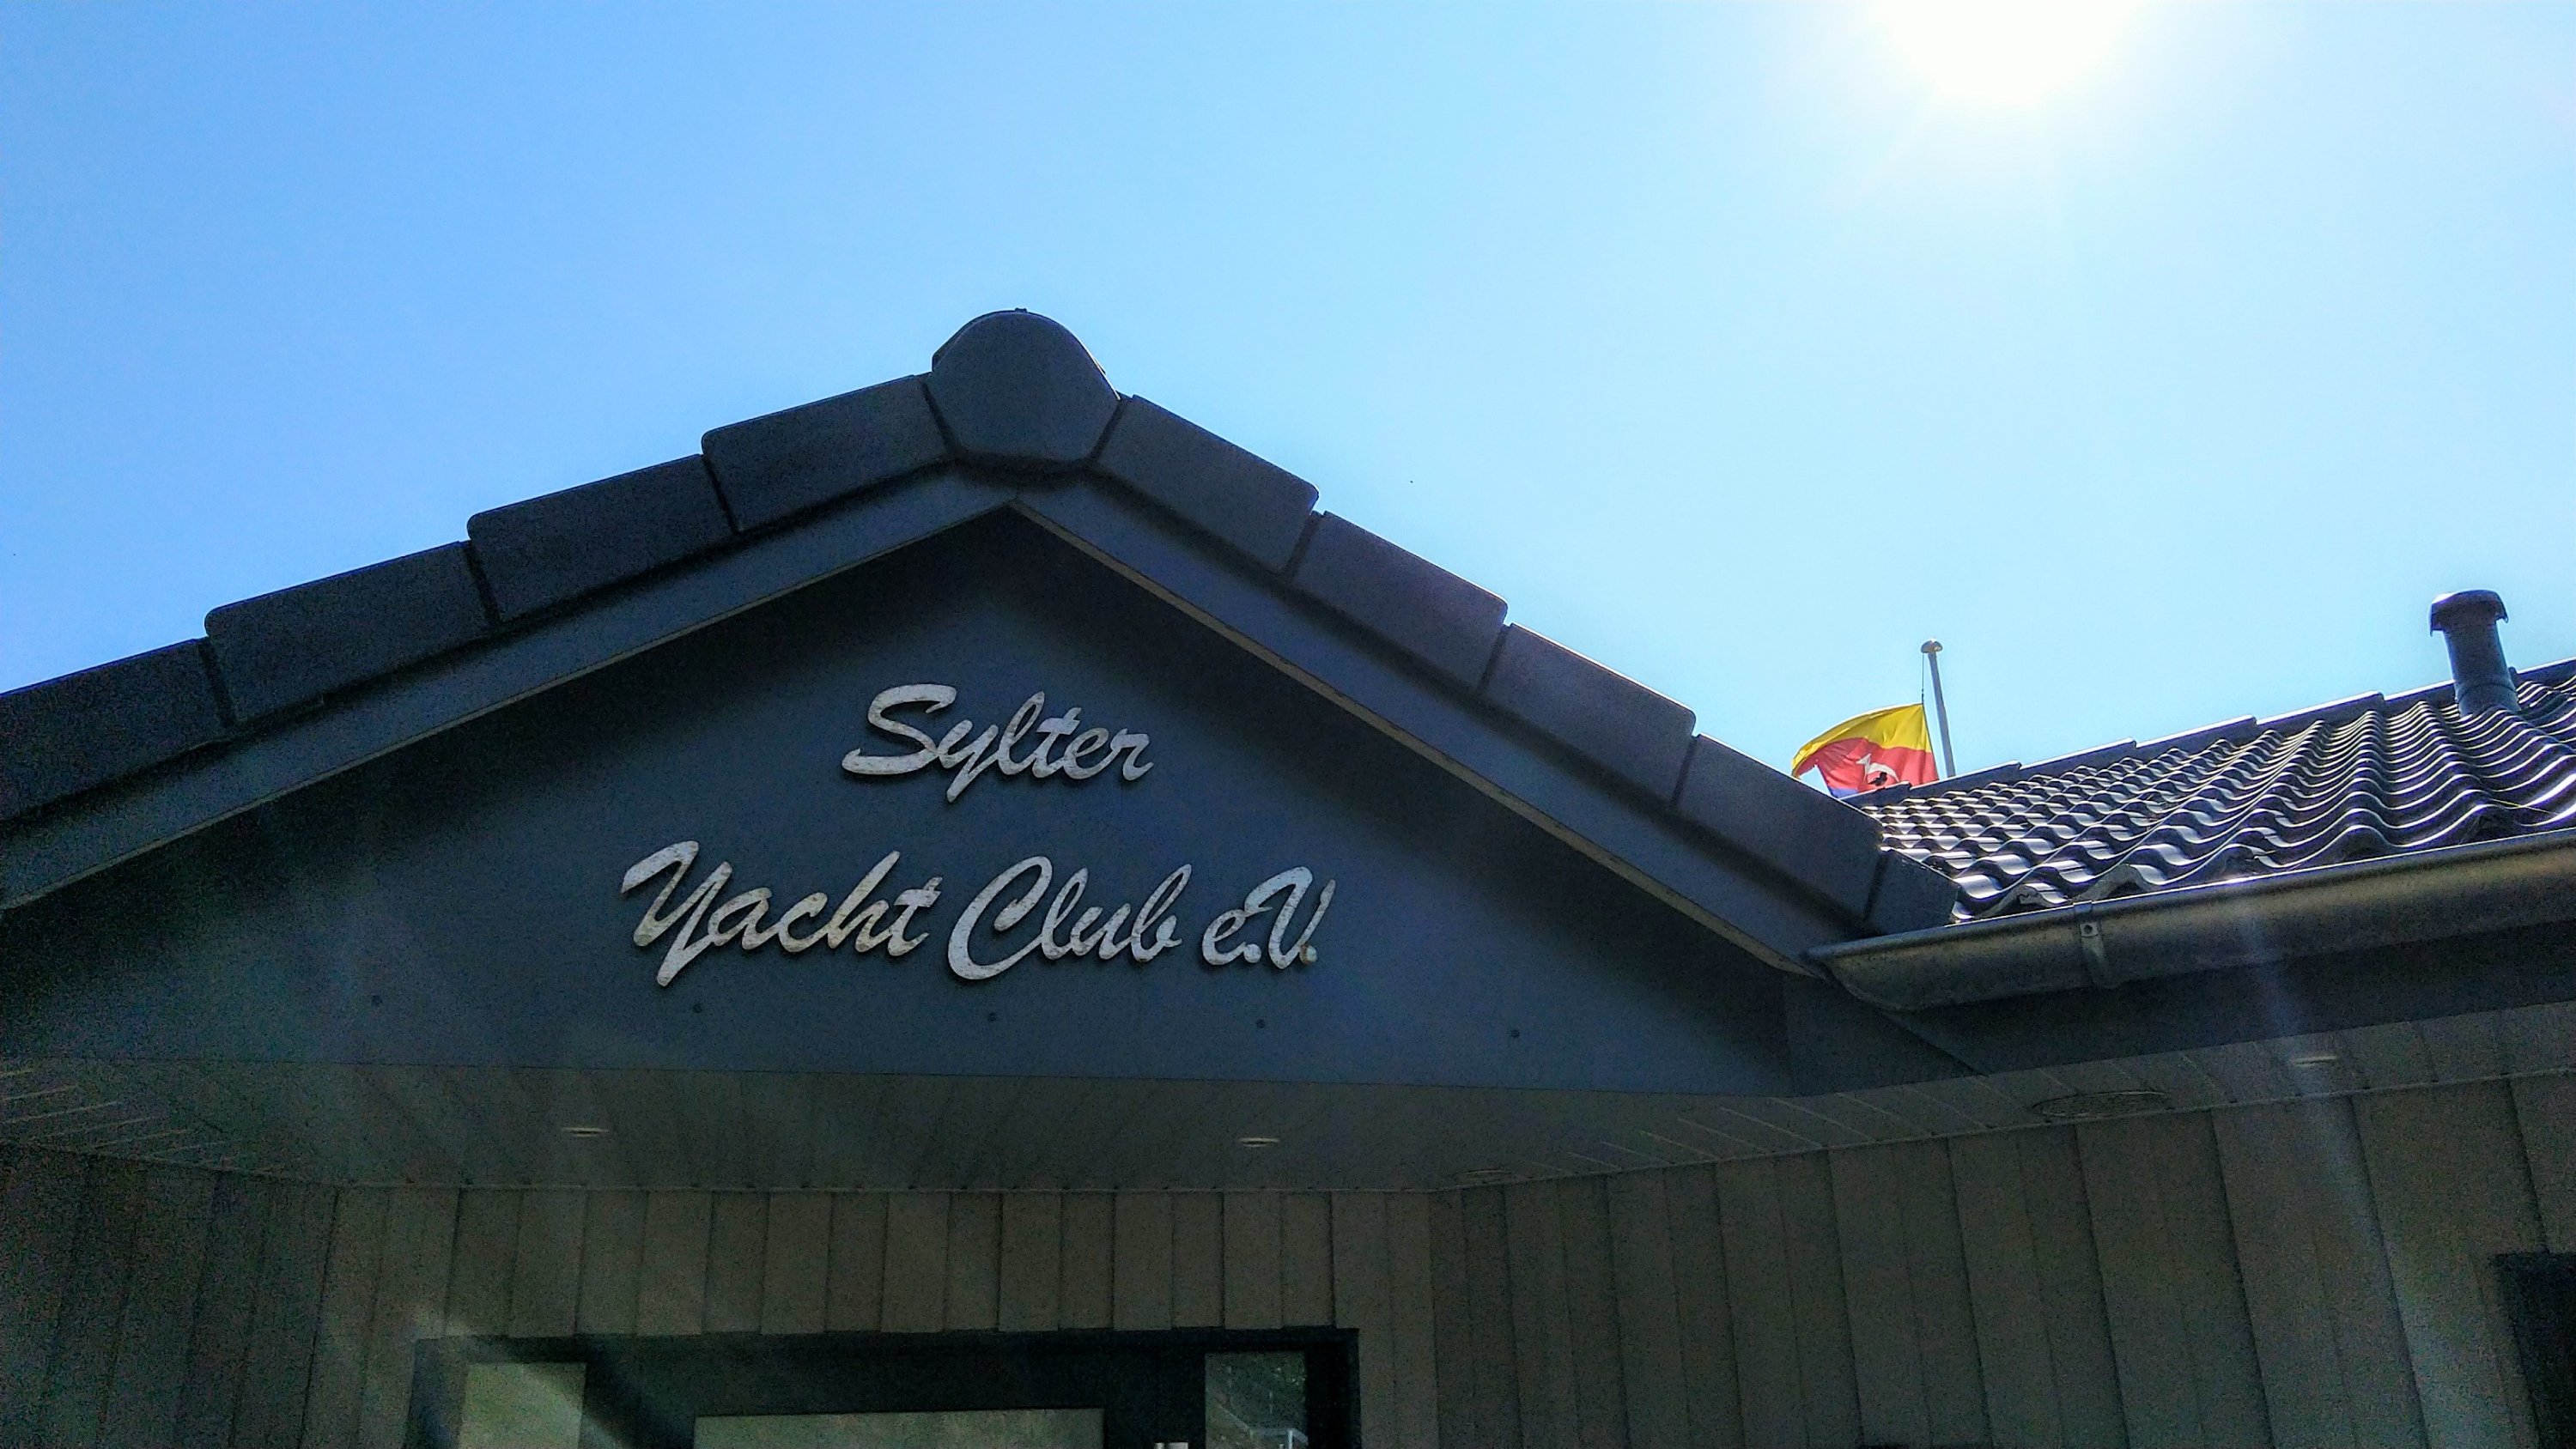 Sylter
Yacht Club e.V.